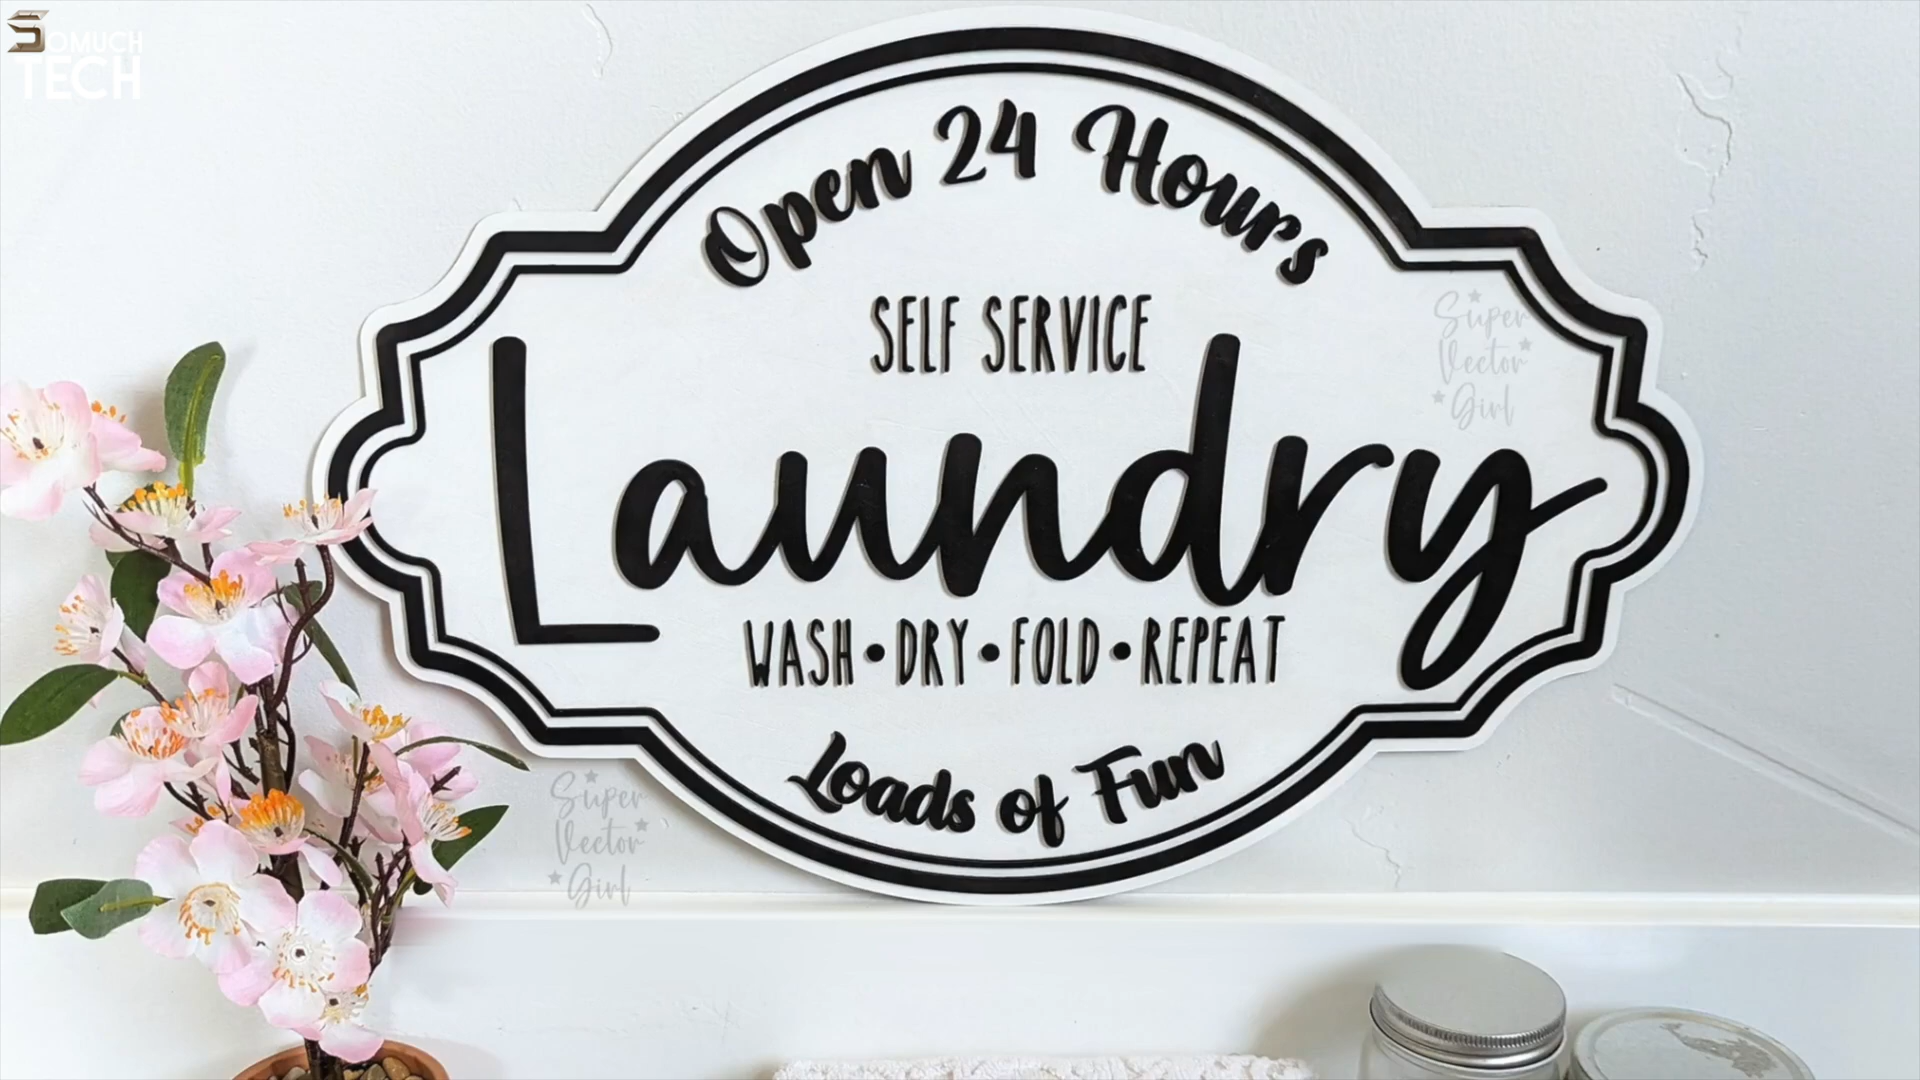 SOMUCH
TECH
Open 24 Hours
SELF SERVICE
Laundry
WASH•DRY•FOLD•REPEAT
Loads of Fun
Super
Vector
Girl
Super
Vector
Girl